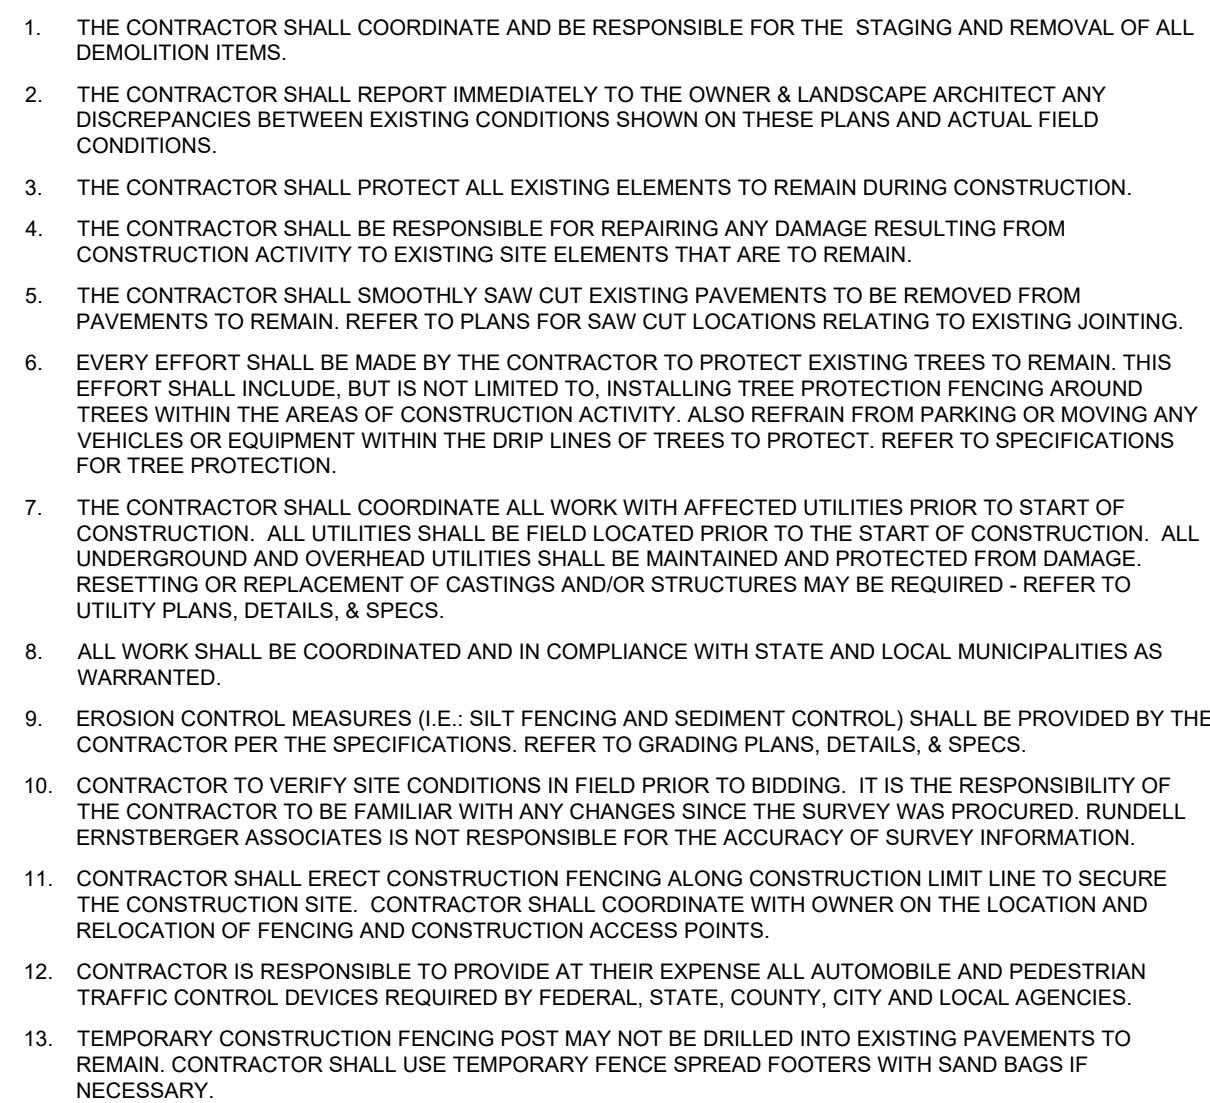 1. THE CONTRACTOR SHALL COORDINATE AND BE RESPONSIBLE FOR THE  STAGING AND REMOVAL OF ALL
DEMOLITION ITEMS.
2. THE CONTRACTOR SHALL REPORT IMMEDIATELY TO THE OWNER & LANDSCAPE ARCHITECT ANY
DISCREPANCIES BETWEEN EXISTING CONDITIONS SHOWN ON THESE PLANS AND ACTUAL FIELD
CONDITIONS.
3. THE CONTRACTOR SHALL PROTECT ALL EXISTING ELEMENTS TO REMAIN DURING CONSTRUCTION.
4. THE CONTRACTOR SHALL BE RESPONSIBLE FOR REPAIRING ANY DAMAGE RESULTING FROM
CONSTRUCTION ACTIVITY TO EXISTING SITE ELEMENTS THAT ARE TO REMAIN.
5. THE CONTRACTOR SHALL SMOOTHLY SAW CUT EXISTING PAVEMENTS TO BE REMOVED FROM
PAVEMENTS TO REMAIN. REFER TO PLANS FOR SAW CUT LOCATIONS RELATING TO EXISTING JOINTING.
6. EVERY EFFORT SHALL BE MADE BY THE CONTRACTOR TO PROTECT EXISTING TREES TO REMAIN. THIS
EFFORT SHALL INCLUDE, BUT IS NOT LIMITED TO, INSTALLING TREE PROTECTION FENCING AROUND
TREES WITHIN THE AREAS OF CONSTRUCTION ACTIVITY. ALSO REFRAIN FROM PARKING OR MOVING ANY
VEHICLES OR EQUIPMENT WITHIN THE DRIP LINES OF TREES TO PROTECT. REFER TO SPECIFICATIONS
FOR TREE PROTECTION.
7. THE CONTRACTOR SHALL COORDINATE ALL WORK WITH AFFECTED UTILITIES PRIOR TO START OF
CONSTRUCTION.  ALL UTILITIES SHALL BE FIELD LOCATED PRIOR TO THE START OF CONSTRUCTION.  ALL
UNDERGROUND AND OVERHEAD UTILITIES SHALL BE MAINTAINED AND PROTECTED FROM DAMAGE.
RESETTING OR REPLACEMENT OF CASTINGS AND/OR STRUCTURES MAY BE REQUIRED - REFER TO
UTILITY PLANS, DETAILS, & SPECS.
8. ALL WORK SHALL BE COORDINATED AND IN COMPLIANCE WITH STATE AND LOCAL MUNICIPALITIES AS
WARRANTED.
9. EROSION CONTROL MEASURES (I.E.: SILT FENCING AND SEDIMENT CONTROL) SHALL BE PROVIDED BY THE
CONTRACTOR PER THE SPECIFICATIONS. REFER TO GRADING PLANS, DETAILS, & SPECS.
10. CONTRACTOR TO VERIFY SITE CONDITIONS IN FIELD PRIOR TO BIDDING.  IT IS THE RESPONSIBILITY OF
THE CONTRACTOR TO BE FAMILIAR WITH ANY CHANGES SINCE THE SURVEY WAS PROCURED. RUNDELL
ERNSTBERGER ASSOCIATES IS NOT RESPONSIBLE FOR THE ACCURACY OF SURVEY INFORMATION.
11. CONTRACTOR SHALL ERECT CONSTRUCTION FENCING ALONG CONSTRUCTION LIMIT LINE TO SECURE
THE CONSTRUCTION SITE.  CONTRACTOR SHALL COORDINATE WITH OWNER ON THE LOCATION AND
RELOCATION OF FENCING AND CONSTRUCTION ACCESS POINTS.
12. CONTRACTOR IS RESPONSIBLE TO PROVIDE AT THEIR EXPENSE ALL AUTOMOBILE AND PEDESTRIAN
TRAFFIC CONTROL DEVICES REQUIRED BY FEDERAL, STATE, COUNTY, CITY AND LOCAL AGENCIES.
13. TEMPORARY CONSTRUCTION FENCING POST MAY NOT BE DRILLED INTO EXISTING PAVEMENTS TO
REMAIN. CONTRACTOR SHALL USE TEMPORARY FENCE SPREAD FOOTERS WITH SAND BAGS IF
NECESSARY.